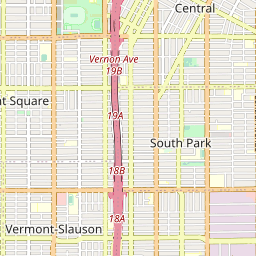 Central
Vernon Ave
19B
nt Square
19A
South Park
18B
18A
Vermont-Slauson